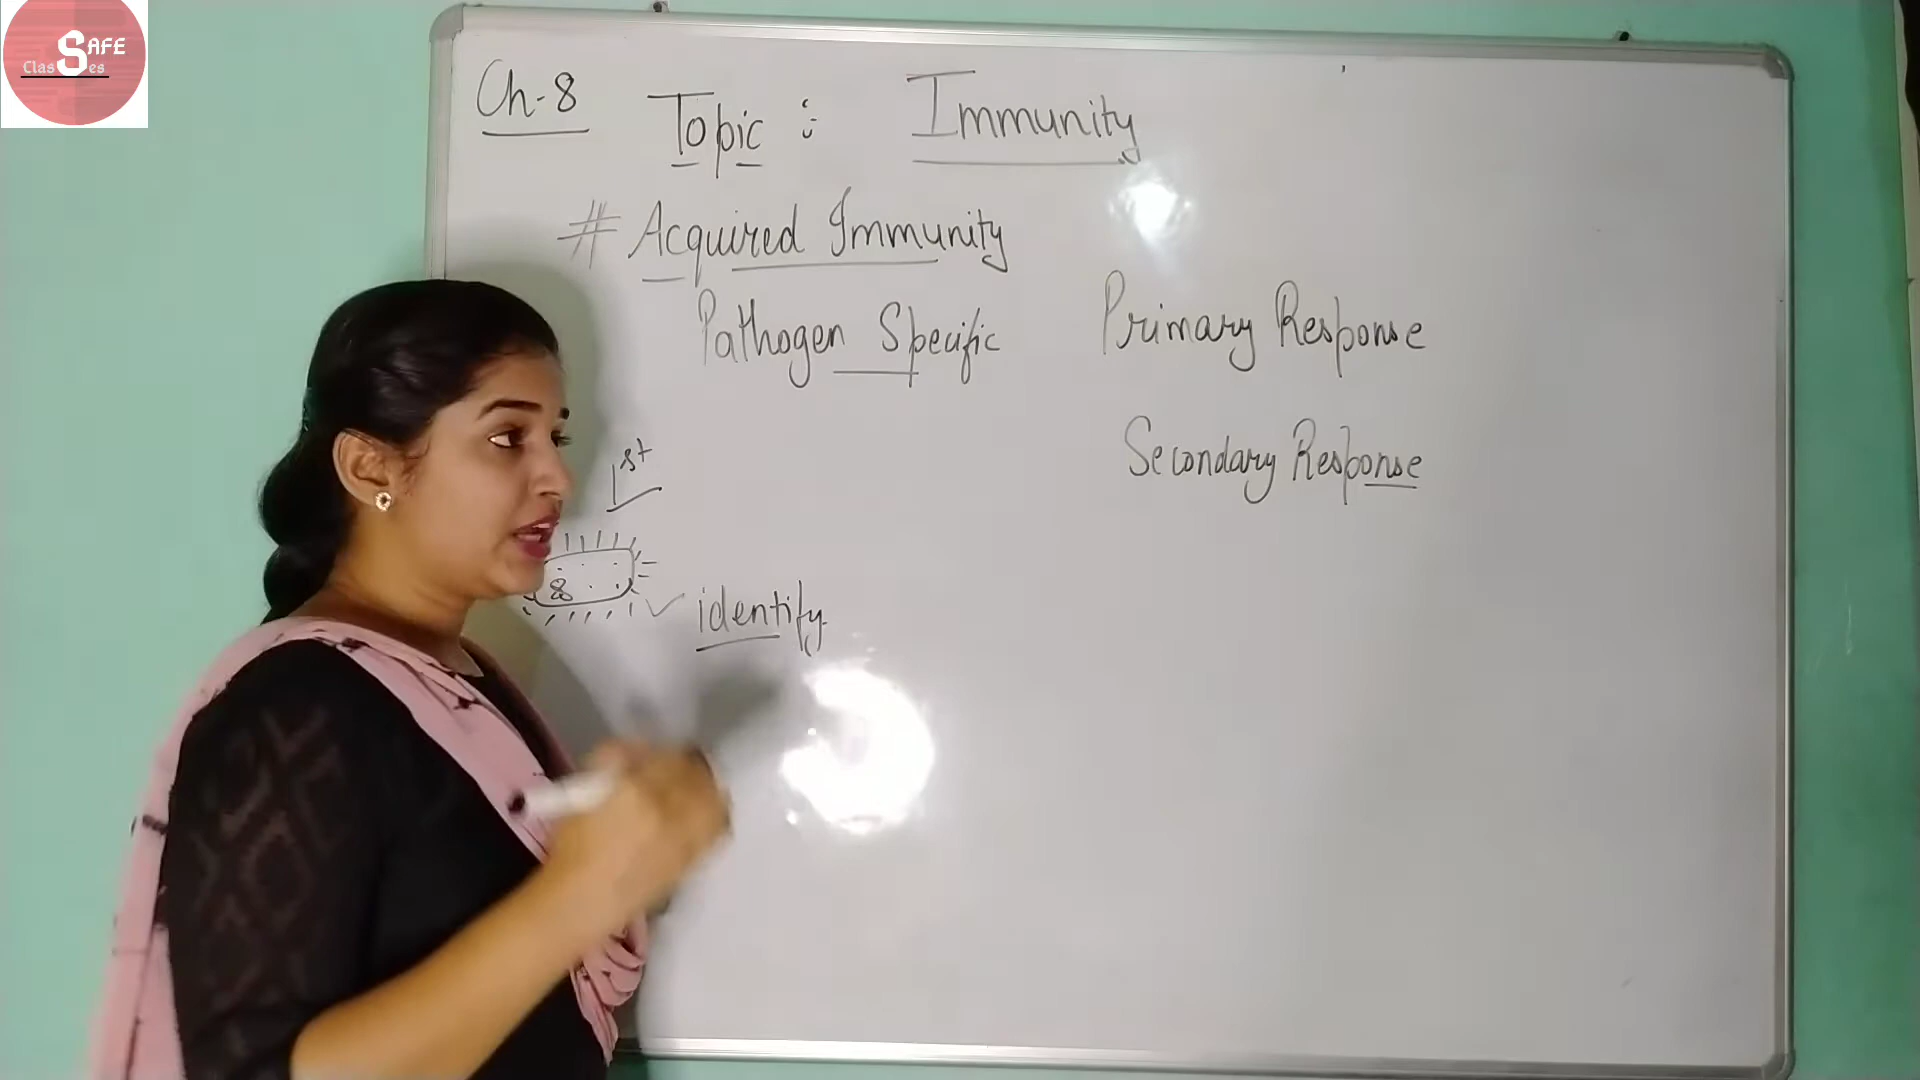 SAFE
Classes
Ch-8
Topic : Immunity
# Acquired Immunity
Pathogen Specific
Primary Response
Secondary Response
1st
identify